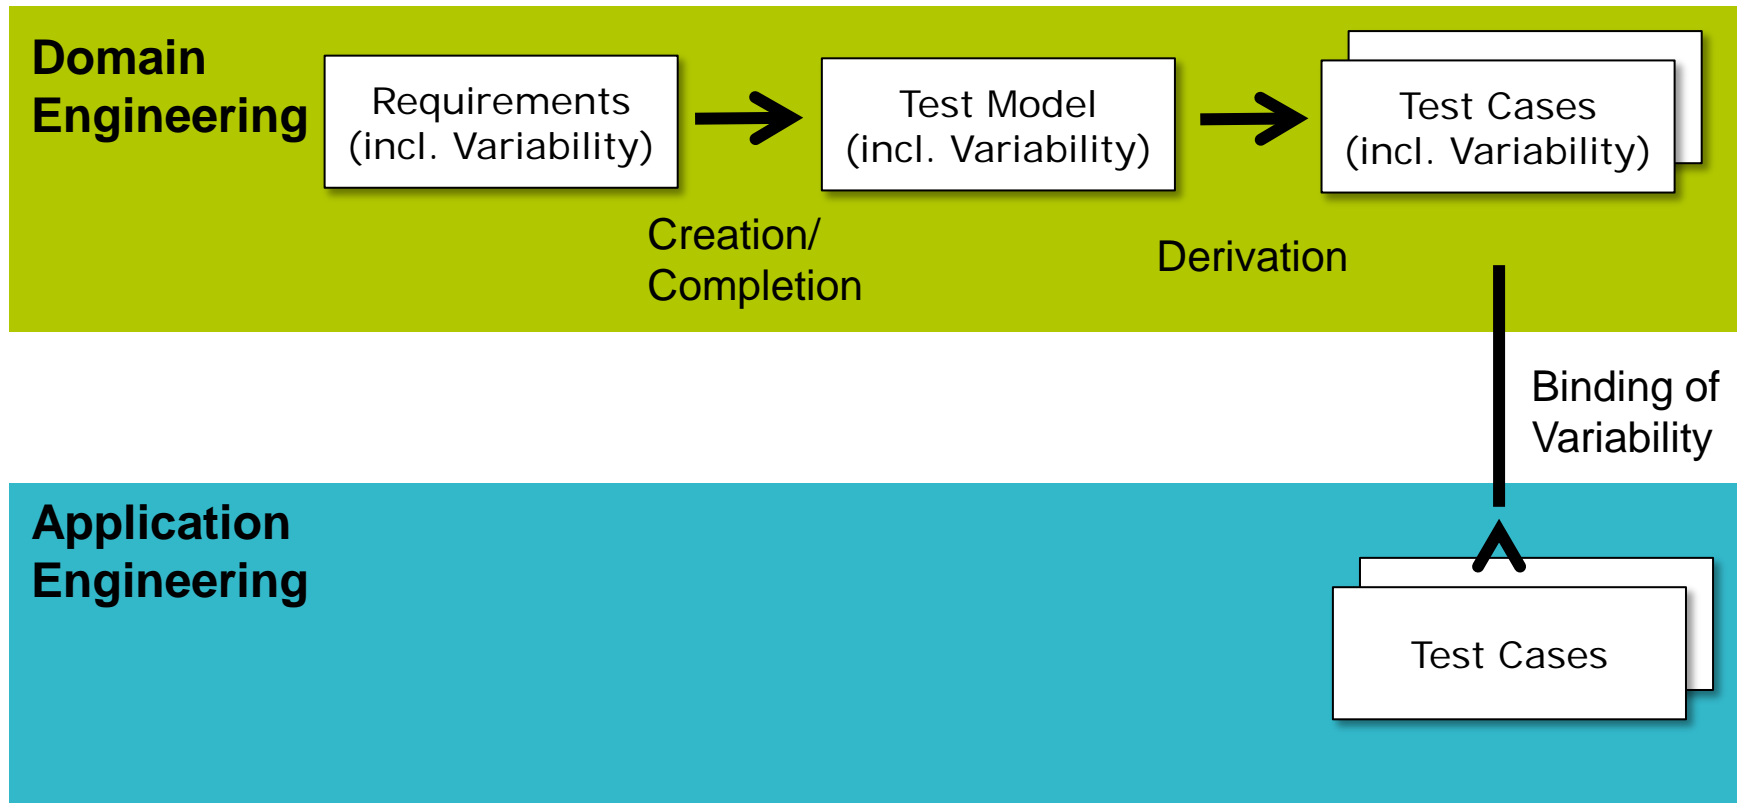 Domain
Engineering
Requirements
(incl. Variability)
Test Model
(incl. Variability)
Test Cases
(incl. Variability)
Creation/
Completion
Derivation
Binding of
Variability
Application
Engineering
Test Cases